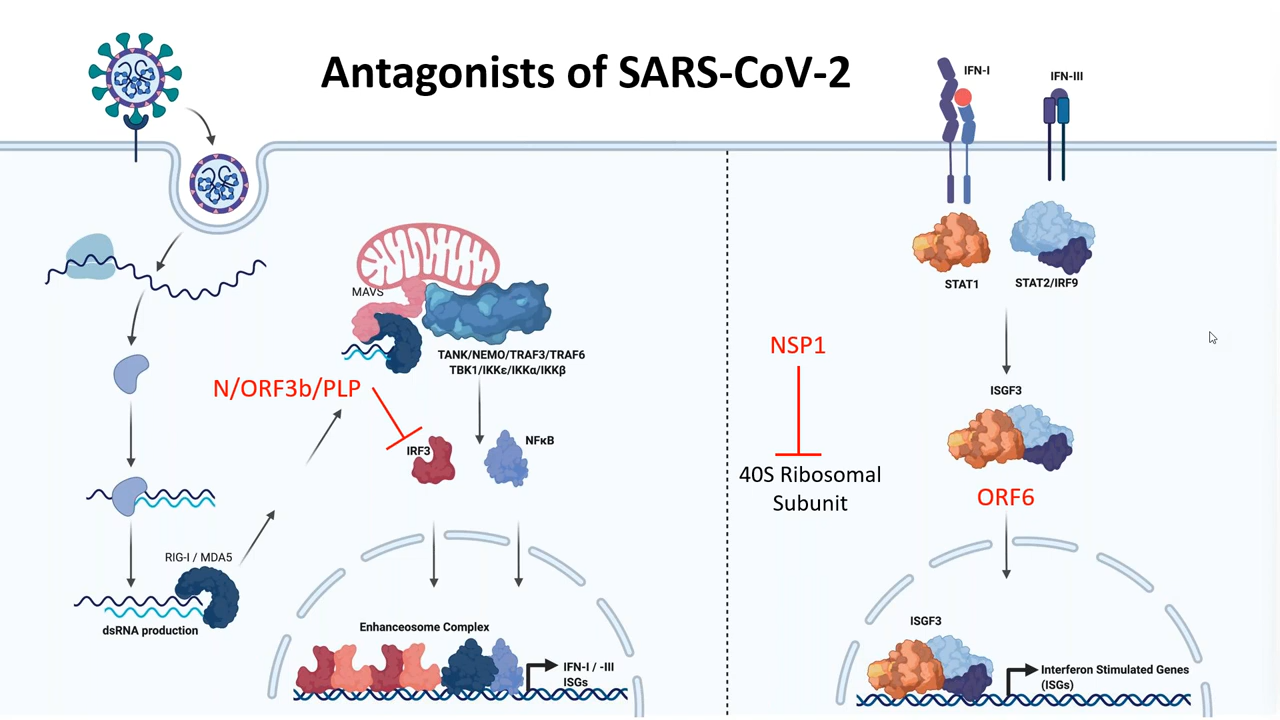 Antagonists of SARS-CoV-2
IFN-I
IFN-III
MAVS
TANK/NEMO/TRAF3/TRAF6
TBK1/IKKε/IKKα/IKKβ
N/ORF3b/PLP
IRF3
NFκB
RIG-I / MDA5
dsRNA production
Enhanceosome Complex
IFN-I / -III
ISGs
STAT1
STAT2/IRF9
NSP1
40S Ribosomal
Subunit
ISGF3
ORF6
ISGF3
Interferon Stimulated Genes
(ISGs)